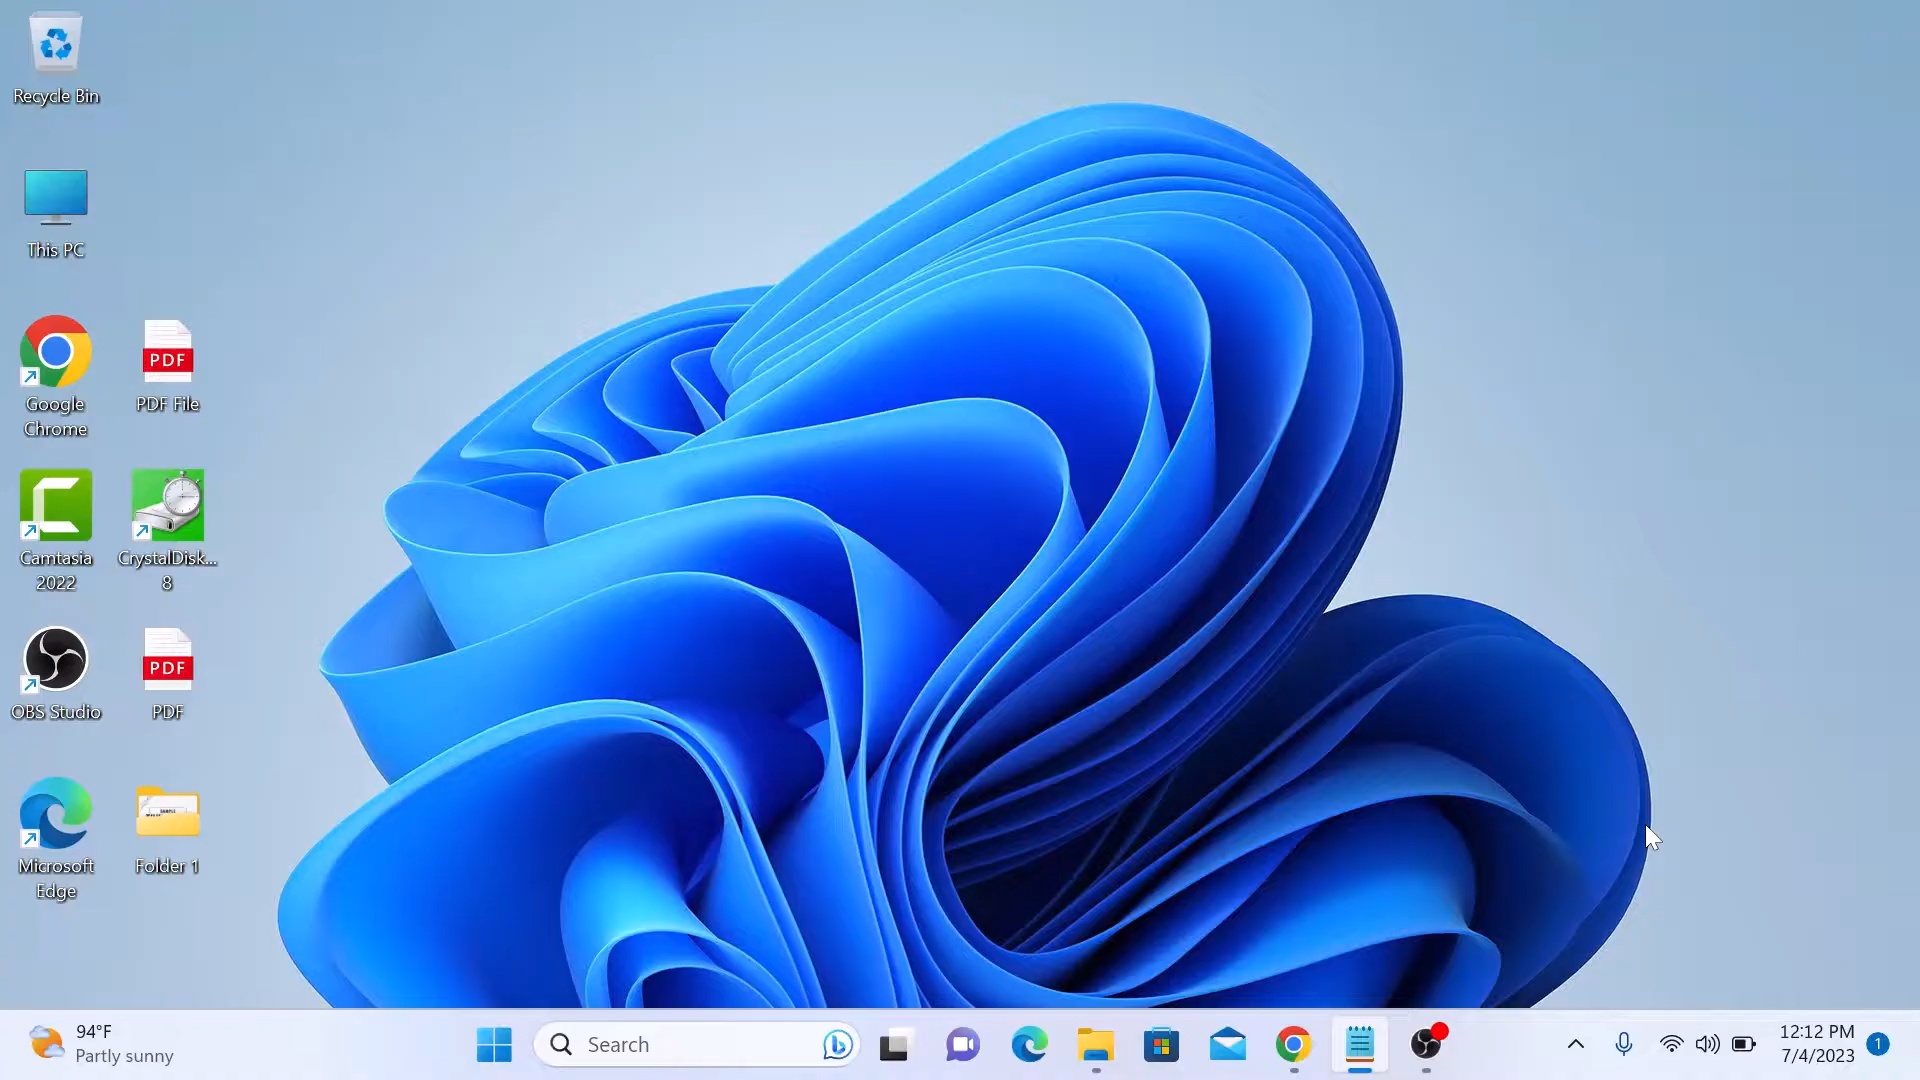 Recycle Bin
This PC
Google
Chrome
PDF
PDF File
Camtasia
2022
CrystalDisk...
8
OBS Studio
PDF
PDF
Microsoft
Edge
Folder 1
94°F
Partly sunny
Search
12:12 PM
7/4/2023
1